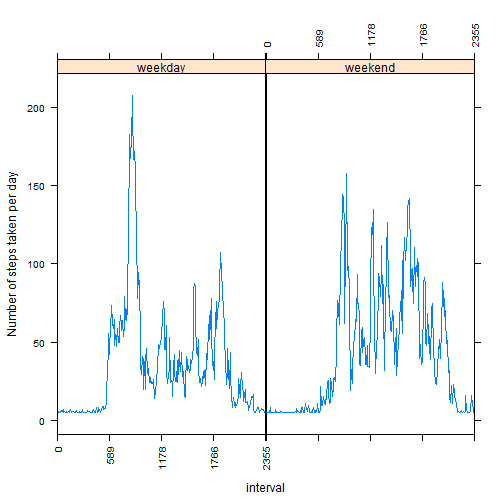 0 589 1178 1766 2355
weekday weekend
200
150
100
50
0
Number of steps taken per day
0 589 1178 1766 2355
interval